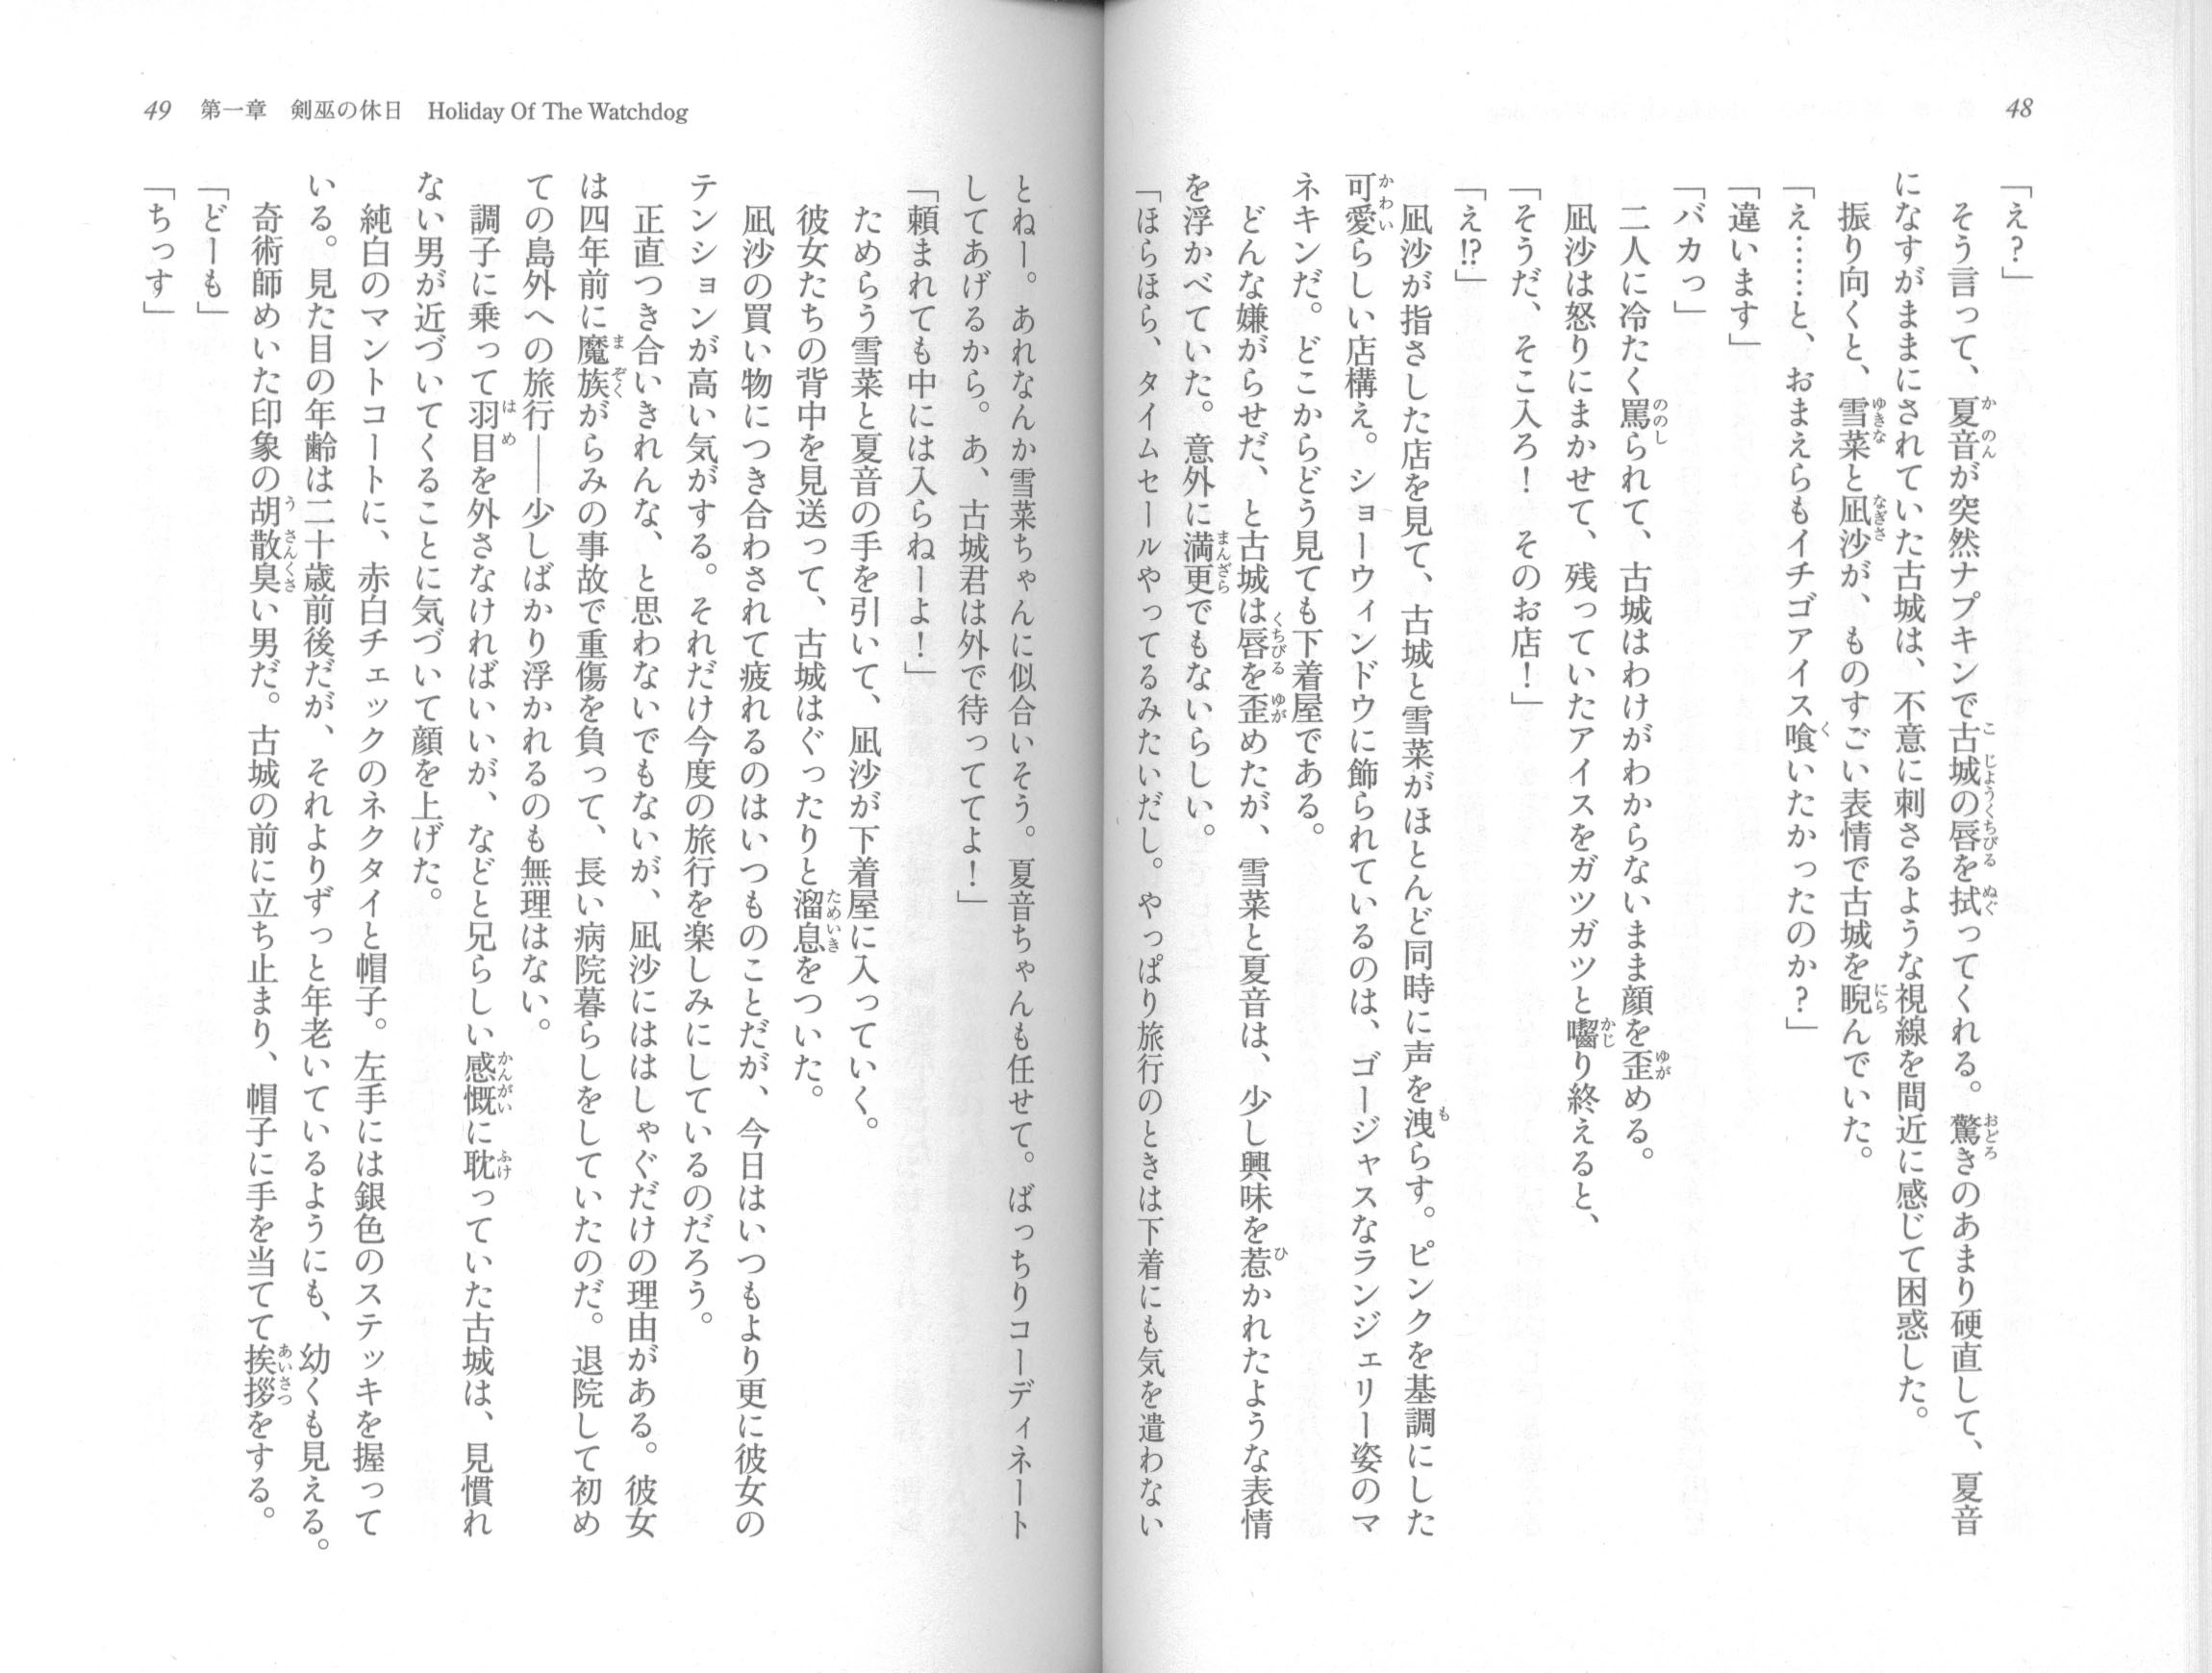 48
「え？」
　そう言って、夏音が突然ナプキンで古城の唇を拭ってくれる。驚きのあまり硬直して、夏音
になすがままにされていた古城は、不意に刺さるような視線を間近に感じて困惑した。
　振り向くと、雪菜と凪沙が、ものすごい表情で古城を睨んでいた。
「え……と、おまえらもイチゴアイス喰いたかったのか？」
「違います」
「バカっ」
　二人に冷たく罵られて、古城はわけがわからないまま顔を歪める。
　凪沙は怒りにまかせて、残っていたアイスをガツガツと囓り終えると、
「そうだ、そこ入ろ！　そのお店！」
「え!?」
　凪沙が指さした店を見て、古城と雪菜がほとんど同時に声を洩らす。ピンクを基調にした
可愛らしい店構え。ショーウィンドウに飾られているのは、ゴージャスなランジェリー姿のマ
ネキンだ。どこからどう見ても下着屋である。
　どんな嫌がらせだ、と古城は唇を歪めたが、雪菜と夏音は、少し興味を惹かれたような表情
を浮かべていた。意外に満更でもないらしい。
「ほらほら、タイムセールやってるみたいだし。やっぱり旅行のときは下着にも気を遣わない
49　第一章　剣巫の休日　Holiday Of The Watchdog
とねー。あれなんか雪菜ちゃんに似合いそう。夏音ちゃんも任せて。ばっちりコーディネート
してあげるから。あ、古城君は外で待っててよ！」
「頼まれても中には入らねーよ！」
　ためらう雪菜と夏音の手を引いて、凪沙が下着屋に入っていく。
　彼女たちの背中を見送って、古城はぐったりと溜息をついた。
　凪沙の買い物につき合わされて疲れるのはいつものことだが、今日はいつもより更に彼女の
テンションが高い気がする。それだけ今度の旅行を楽しみにしているのだろう。
　正直つき合いきれんな、と思わないでもないが、凪沙にははしゃぐだけの理由がある。彼女
は四年前に魔族がらみの事故で重傷を負って、長い病院暮らしをしていたのだ。退院して初め
ての島外への旅行――少しばかり浮かれるのも無理はない。
　調子に乗って羽目を外さなければいいが、などと兄らしい感慨に耽っていた古城は、見慣れ
ない男が近づいてくることに気づいて顔を上げた。
　純白のマントコートに、赤白チェックのネクタイと帽子。左手には銀色のステッキを握って
いる。見た目の年齢は二十歳前後だが、それよりずっと年老いているようにも、幼くも見える。
　奇術師めいた印象の胡散臭い男だ。古城の前に立ち止まり、帽子に手を当てて挨拶をする。
「どーも」
「ちっす」